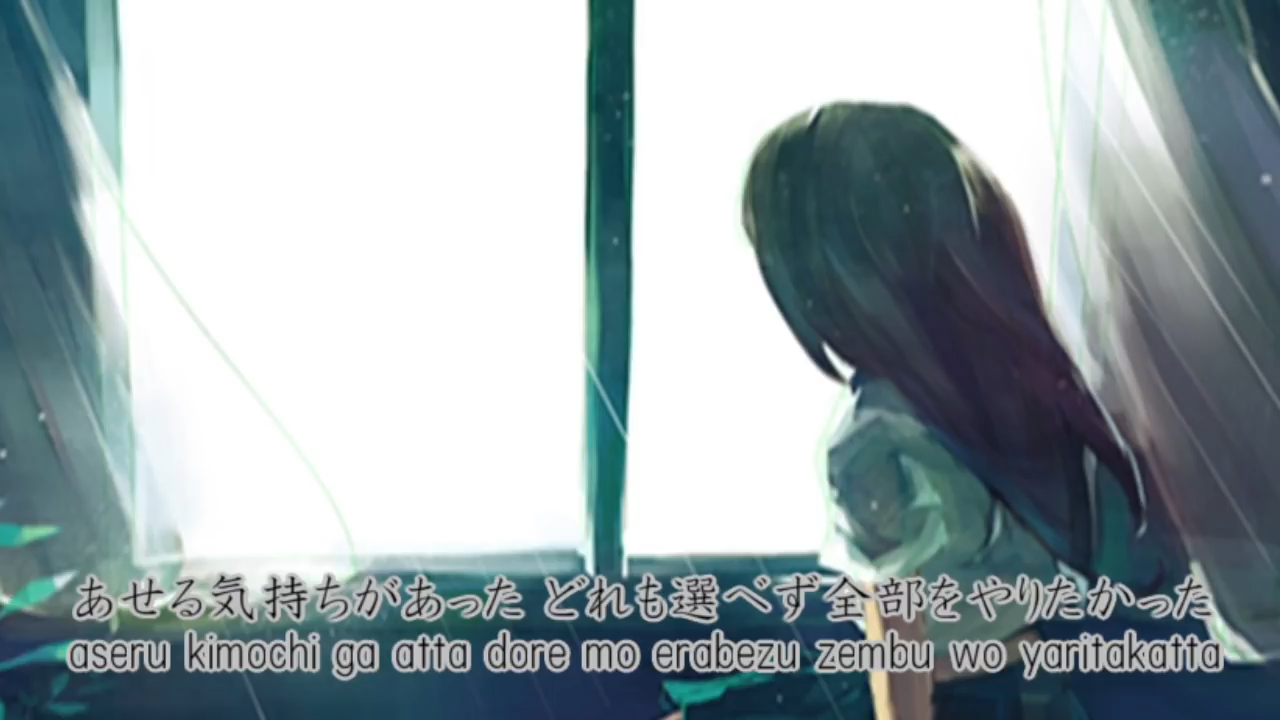 あせる気持ちがあった どれも選べず全部をやりたかった
aseru kimochi ga atta dore mo erabezu zembu wo yaritakatta